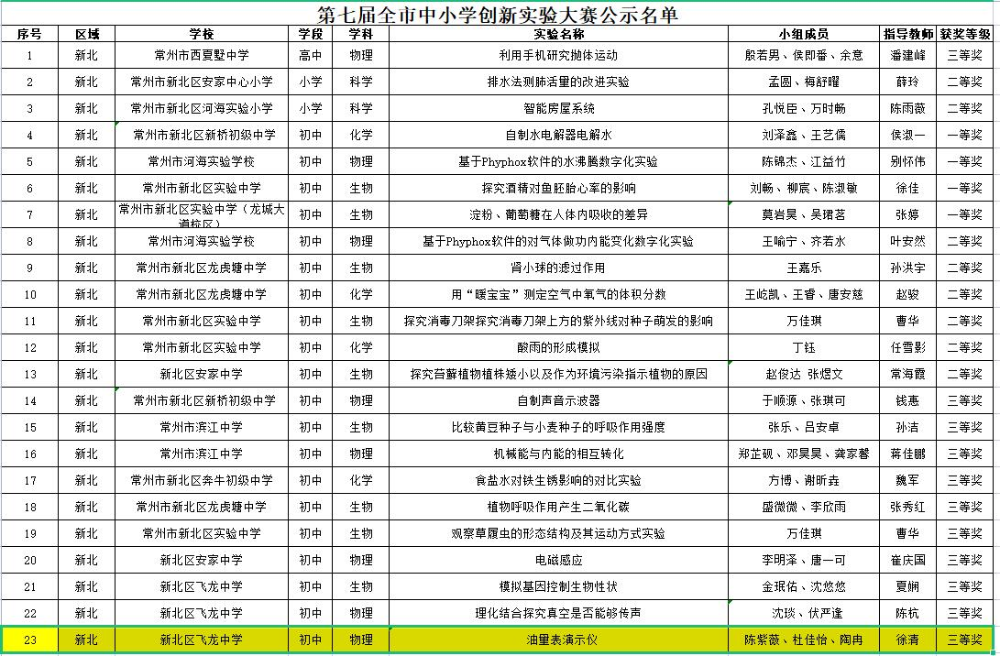 第七届全市中小学创新实验大赛公示名单
序号 区域 学校 学段 学科 实验名称 小组成员 指导教师 获奖等级
1 新北 常州市西夏墅中学 高中 物理 利用手机研究抛体运动 殷若男、侯即番、余意 潘建峰 三等奖
2 新北 常州市新北区安家中心小学 小学 科学 排水法测肺活量的改进实验 孟圆、梅舒曜 薛玲 二等奖
3 新北 常州市新北区河海实验小学 小学 科学 智能房屋系统 孔悦臣、万时畅 陈雨薇 二等奖
4 新北 常州市新北区新桥初级中学 初中 化学 自制水电解器电解水 刘泽鑫、王艺儒 侯淑一 一等奖
5 新北 常州市河海实验学校 初中 物理 基于Phyphox软件的水沸腾数字化实验 陈锦杰、江益竹 别怀伟 一等奖
6 新北 常州市新北区实验中学 初中 生物 探究酒精对鱼胚胎心率的影响 刘畅、柳宸、陈淑敏 徐佳 一等奖
7 新北 常州市新北区实验中学（龙城大道校区） 初中 生物 淀粉、葡萄糖在人体内吸收的差异 莫岩昊、吴珺茗 张婷 一等奖
8 新北 常州市河海实验学校 初中 物理 基于Phyphox软件的对气体做功内能变化数字化实验 王喻宁、齐若水 叶安然 二等奖
9 新北 常州市新北区龙虎塘中学 初中 生物 肾小球的滤过作用 王嘉乐 孙洪宇 二等奖
10 新北 常州市新北区龙虎塘中学 初中 化学 用“暖宝宝”测定空气中氧气的体积分数 王屹凯、王睿、唐安慈 赵骏 二等奖
11 新北 常州市新北区实验中学 初中 生物 探究消毒刀架探究消毒刀架上方的紫外线对种子萌发的影响 万佳琪 曹华 二等奖
12 新北 常州市新北区实验中学 初中 化学 酸雨的形成模拟 丁钰 任雪影 二等奖
13 新北 新北区安家中学 初中 生物 探究苔藓植物植株矮小以及作为环境污染指示植物的原因 赵俊达 张煜文 常海霞 二等奖
14 新北 常州市新北区新桥初级中学 初中 物理 自制声音示波器 于顺源、张琪可 钱惠 三等奖
15 新北 常州市滨江中学 初中 生物 比较黄豆种子与小麦种子的呼吸作用强度 张乐、吕安卓 孙洁 三等奖
16 新北 常州市滨江中学 初中 物理 机械能与内能的相互转化 郑芷砚、邓昊昊、龚家馨 蒋佳鹏 三等奖
17 新北 常州市新北区奔牛初级中学 初中 化学 食盐水对铁生锈影响的对比实验 方博、谢昕垚 魏军 三等奖
18 新北 常州市新北区龙虎塘中学 初中 生物 植物呼吸作用产生二氧化碳 盛微微、李欣雨 张秀红 三等奖
19 新北 常州市新北区实验中学 初中 生物 观察草履虫的形态结构及其运动方式实验 万佳琪 曹华 三等奖
20 新北 新北区安家中学 初中 物理 电磁感应 李明泽、唐一可 崔庆国 三等奖
21 新北 新北区飞龙中学 初中 生物 模拟基因控制生物性状 金珉佑、沈悠悠 夏娴 三等奖
22 新北 新北区飞龙中学 初中 物理 理化结合探究真空是否能够传声 沈琰、伏严逢 陈杭 三等奖
23 新北 新北区飞龙中学 初中 物理 油量表演示仪 陈紫薇、杜佳怡、陶冉 徐清 三等奖